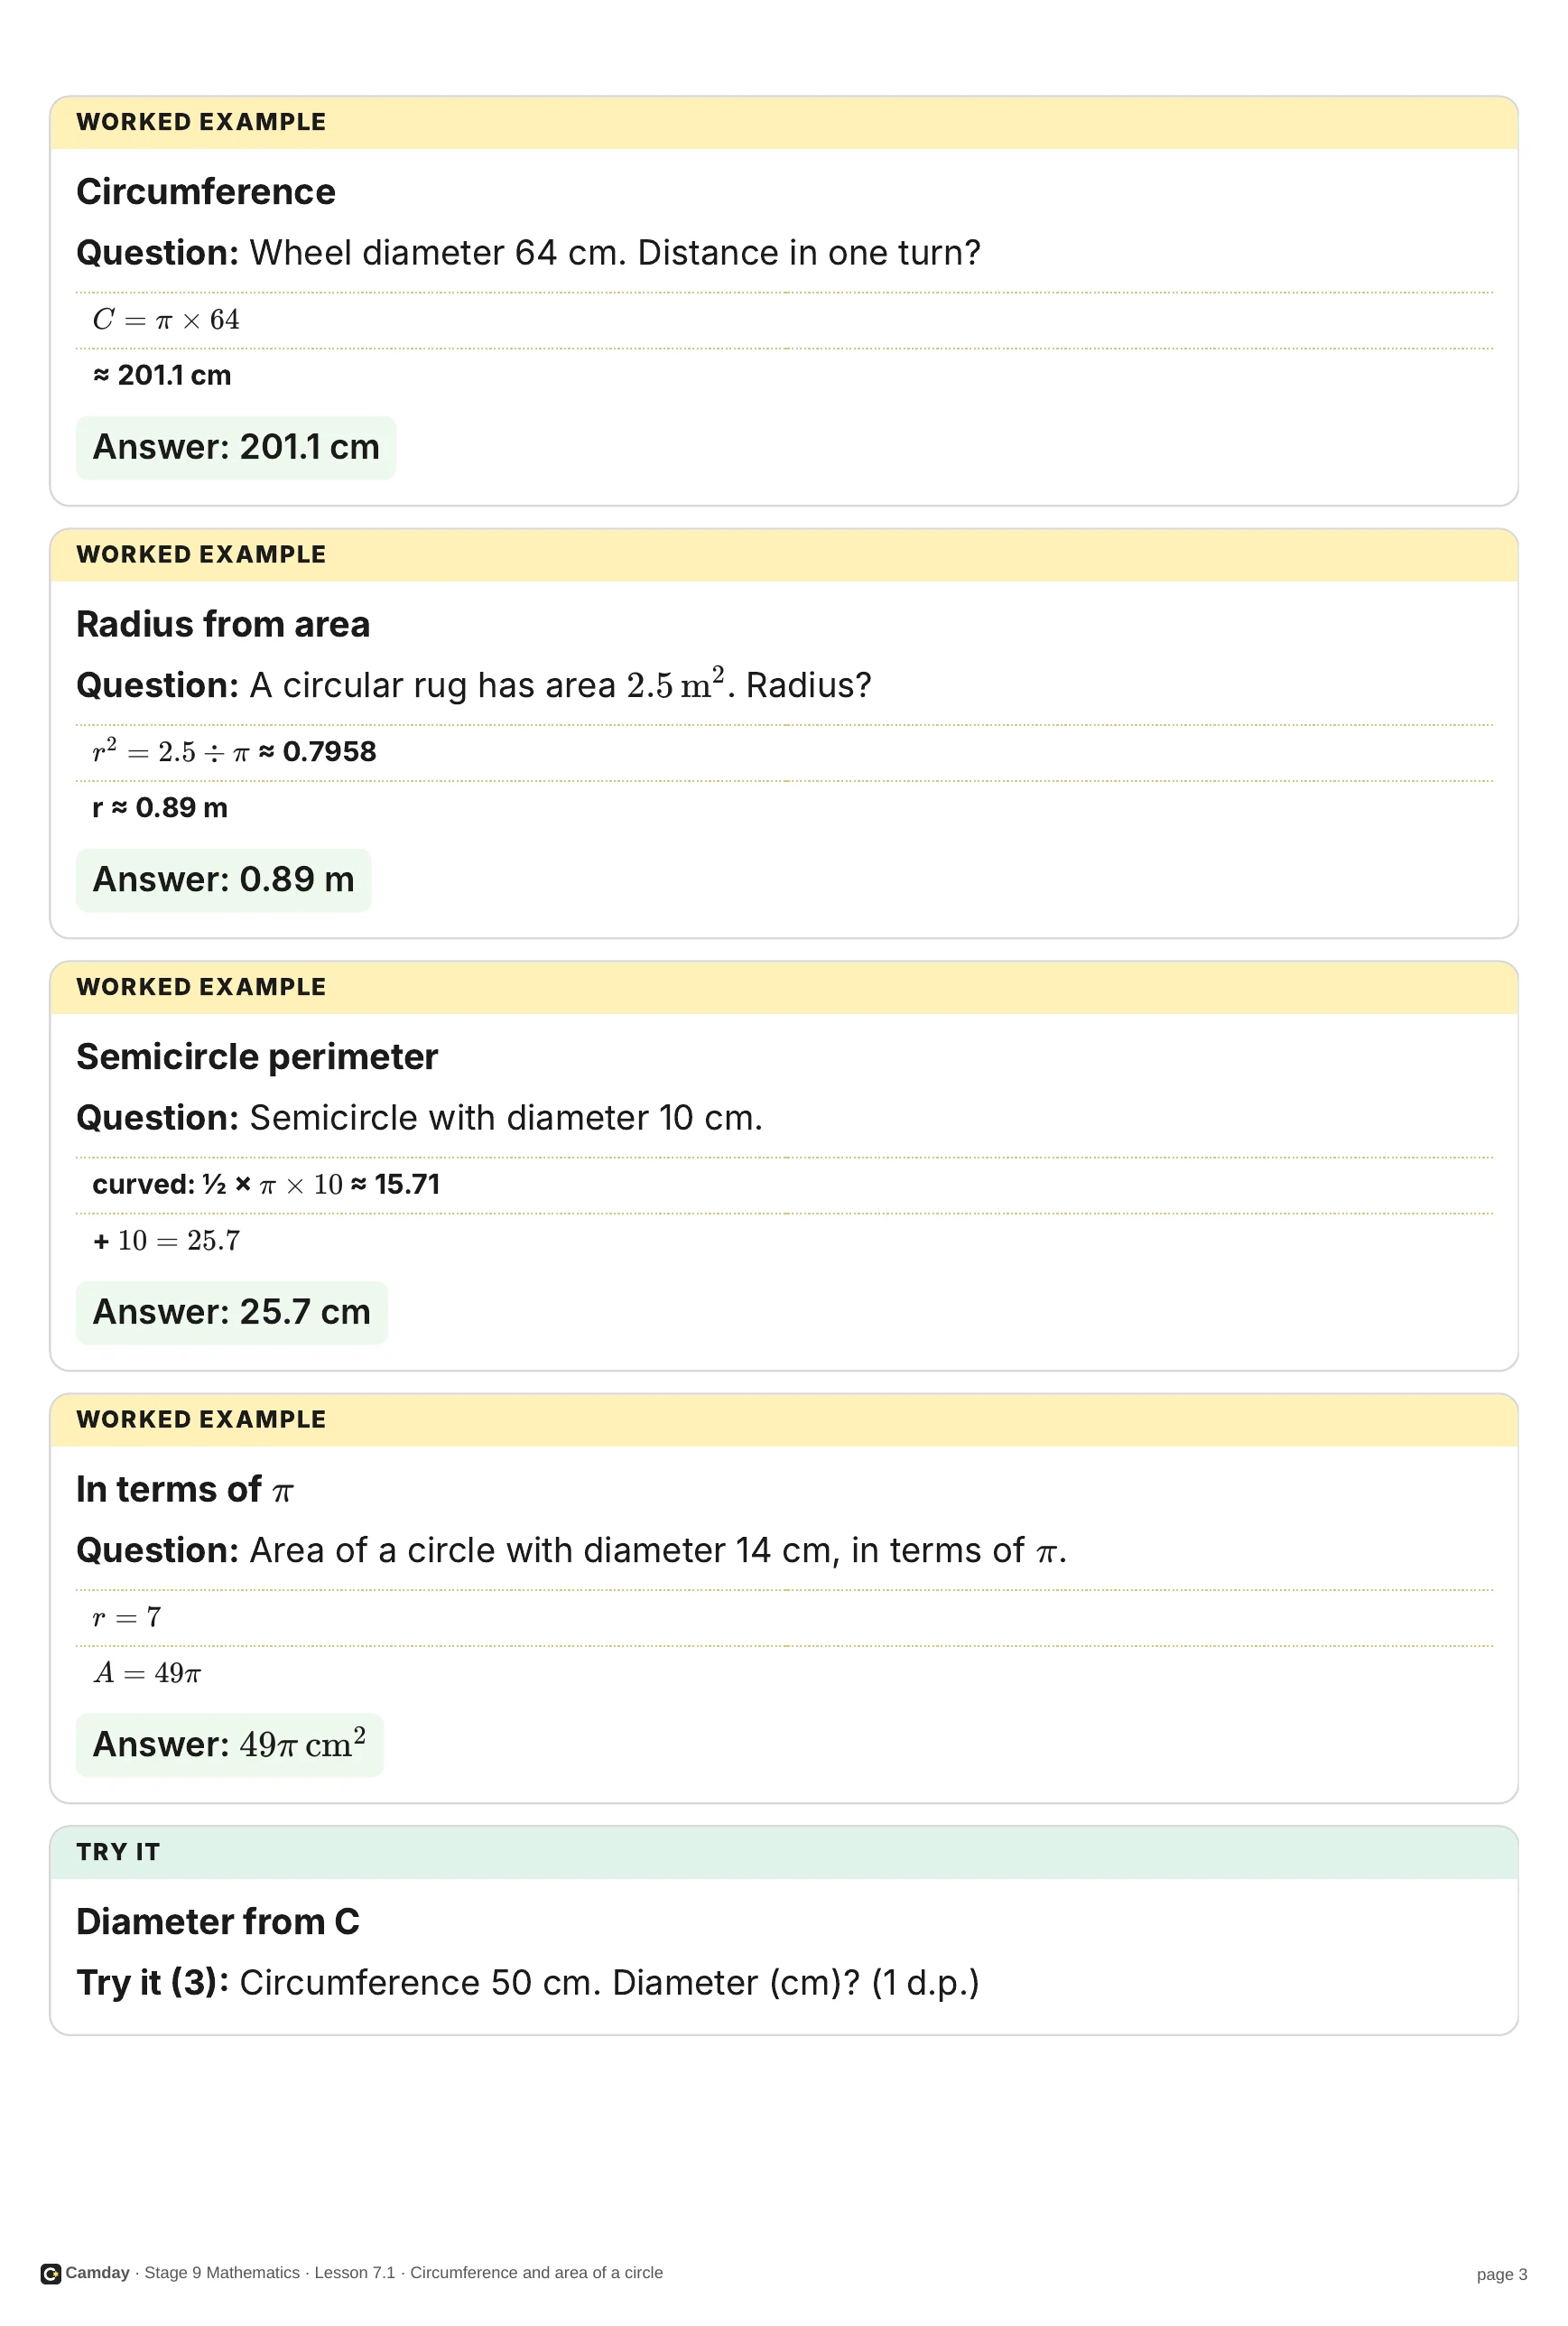 WORKED EXAMPLE
Circumference
Question: Wheel diameter 64 cm. Distance in one turn?
C = π × 64
≈ 201.1 cm
Answer: 201.1 cm
WORKED EXAMPLE
Radius from area
Question: A circular rug has area 2.5 m². Radius?
r² = 2.5 ÷ π ≈ 0.7958
r ≈ 0.89 m
Answer: 0.89 m
WORKED EXAMPLE
Semicircle perimeter
Question: Semicircle with diameter 10 cm.
curved: ½ × π × 10 ≈ 15.71
+ 10 = 25.7
Answer: 25.7 cm
WORKED EXAMPLE
In terms of π
Question: Area of a circle with diameter 14 cm, in terms of π.
r = 7
A = 49π
Answer: 49π cm²
TRY IT
Diameter from C
Try it (3): Circumference 50 cm. Diameter (cm)? (1 d.p.)
Camday · Stage 9 Mathematics · Lesson 7.1 · Circumference and area of a circle
page 3